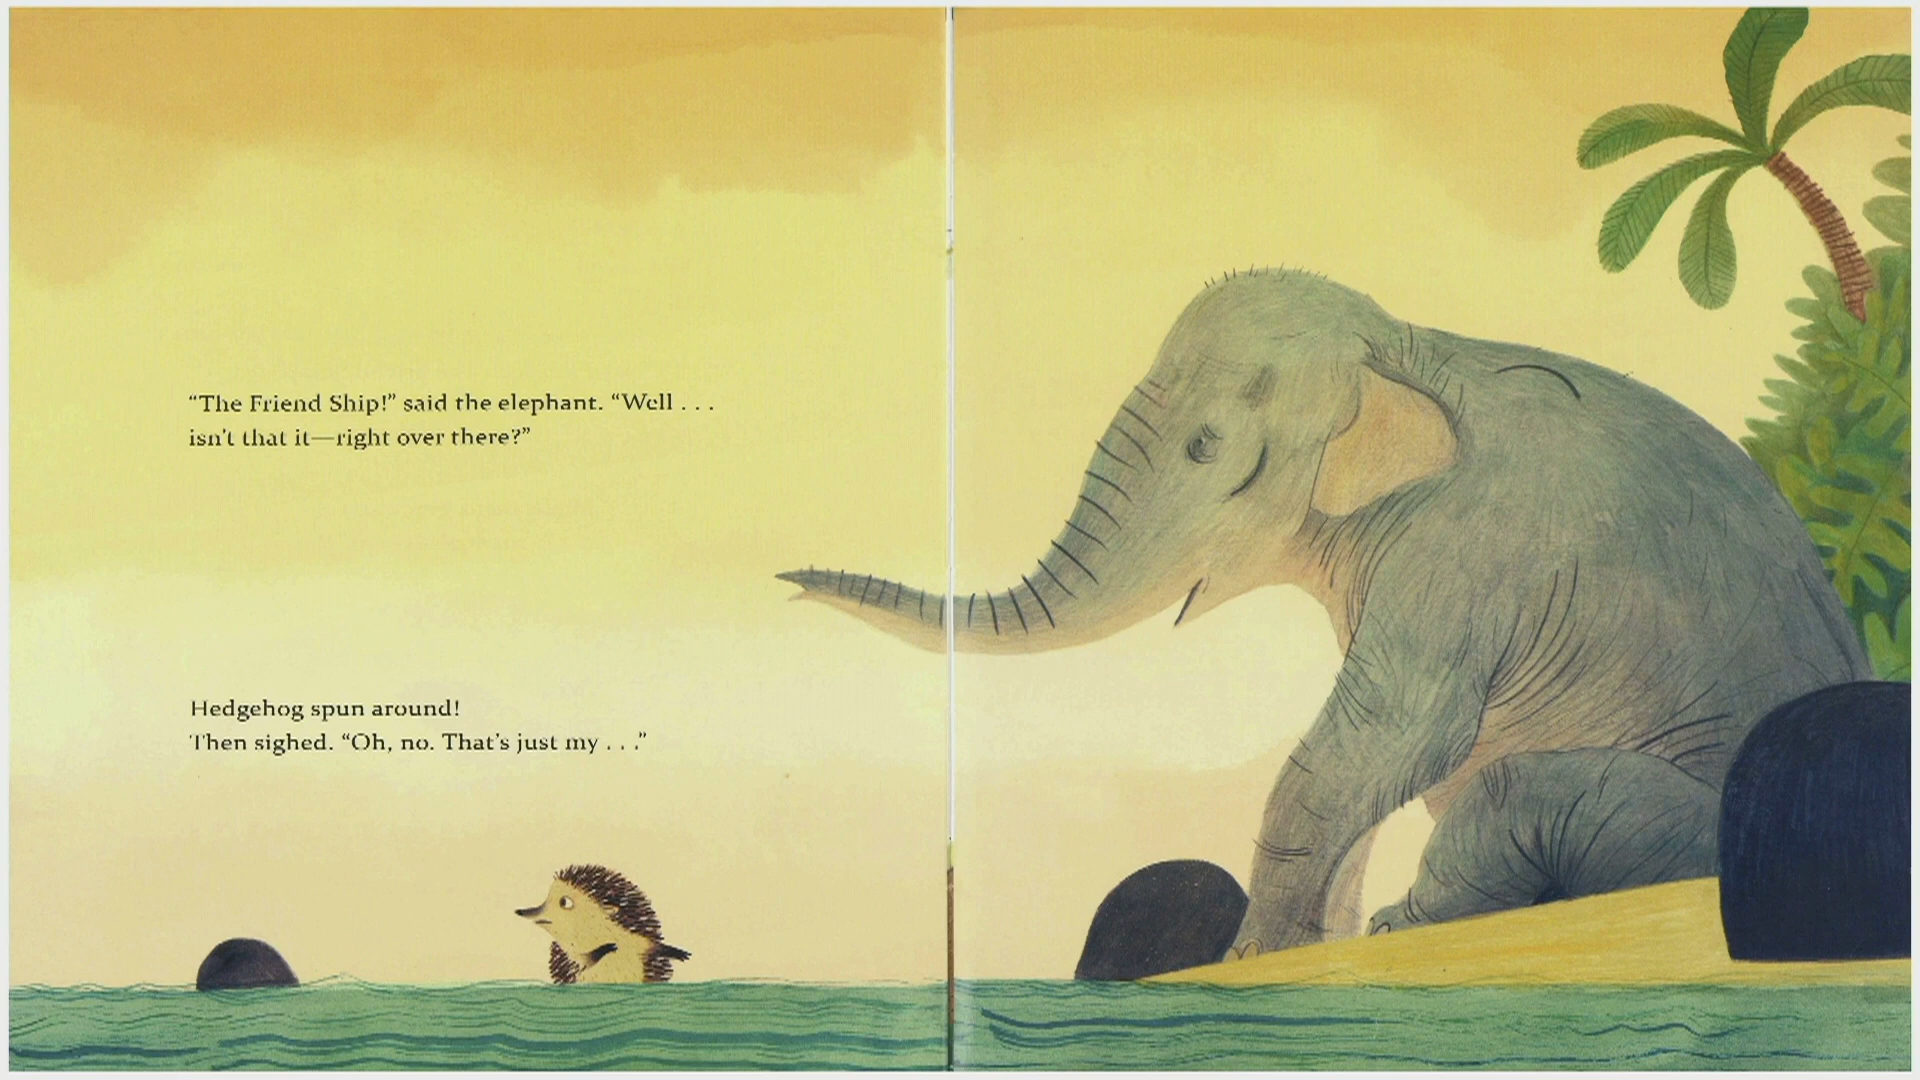 “The Friend Ship!” said the elephant. “Well . . .
isn’t that it—right over there?”
Hedgehog spun around!
Then sighed. “Oh, no. That’s just my . . .”